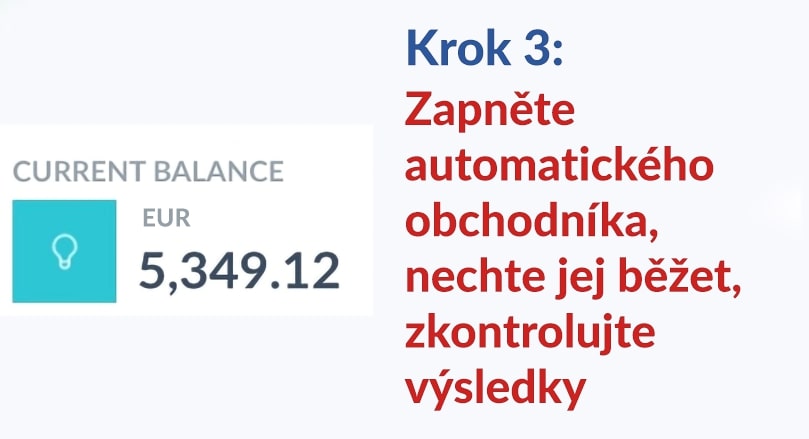 CURRENT BALANCE
EUR
5,349.12
Krok 3:
Zapněte
automatického
obchodníka,
nechte jej běžet,
zkontrolujte
výsledky